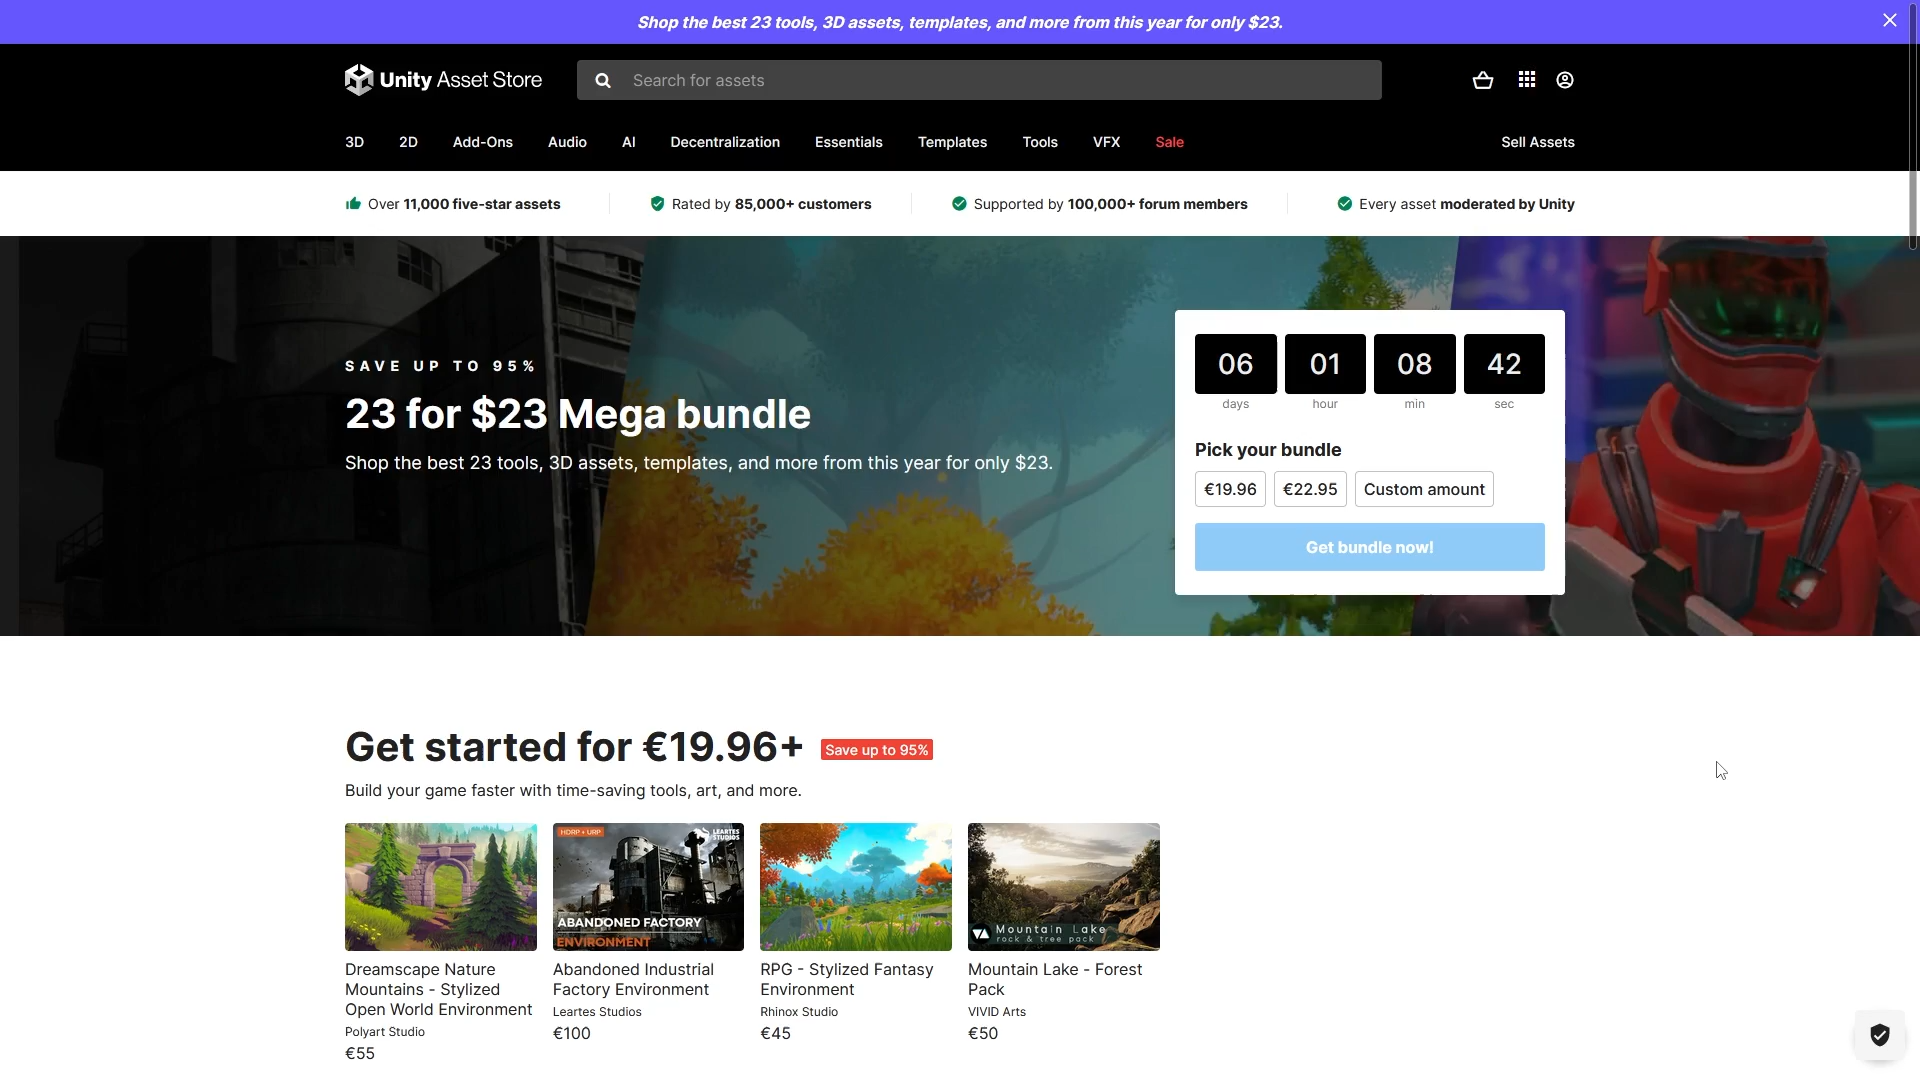 Shop the best 23 tools, 3D assets, templates, and more from this year for only $23.
Unity Asset Store
Search for assets
3D 2D Add-Ons Audio AI Decentralization Essentials Templates Tools VFX Sale Sell Assets
Over 11,000 five-star assets
Rated by 85,000+ customers
Supported by 100,000+ forum members
Every asset moderated by Unity
SAVE UP TO 95%
23 for $23 Mega bundle
Shop the best 23 tools, 3D assets, templates, and more from this year for only $23.
06 01 08 42
days hour min sec
Pick your bundle
€19.96 €22.95 Custom amount
Get bundle now!
Get started for €19.96+ Save up to 95%
Build your game faster with time-saving tools, art, and more.
HDRP + URP
LEARTES
STUDIOS
ABANDONED FACTORY
ENVIRONMENT
Mountain Lake
rock & tree pack
Dreamscape Nature
Mountains - Stylized
Open World Environment
Polyart Studio
€55
Abandoned Industrial
Factory Environment
Leartes Studios
€100
RPG - Stylized Fantasy
Environment
Rhinox Studio
€45
Mountain Lake - Forest
Pack
VIVID Arts
€50